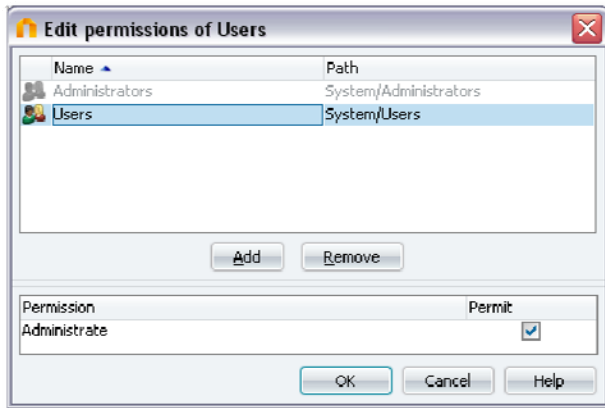 Edit permissions of Users
Name Path
Administrators System/Administrators
Users System/Users
Add Remove
Permission Permit
Administrate
OK Cancel Help